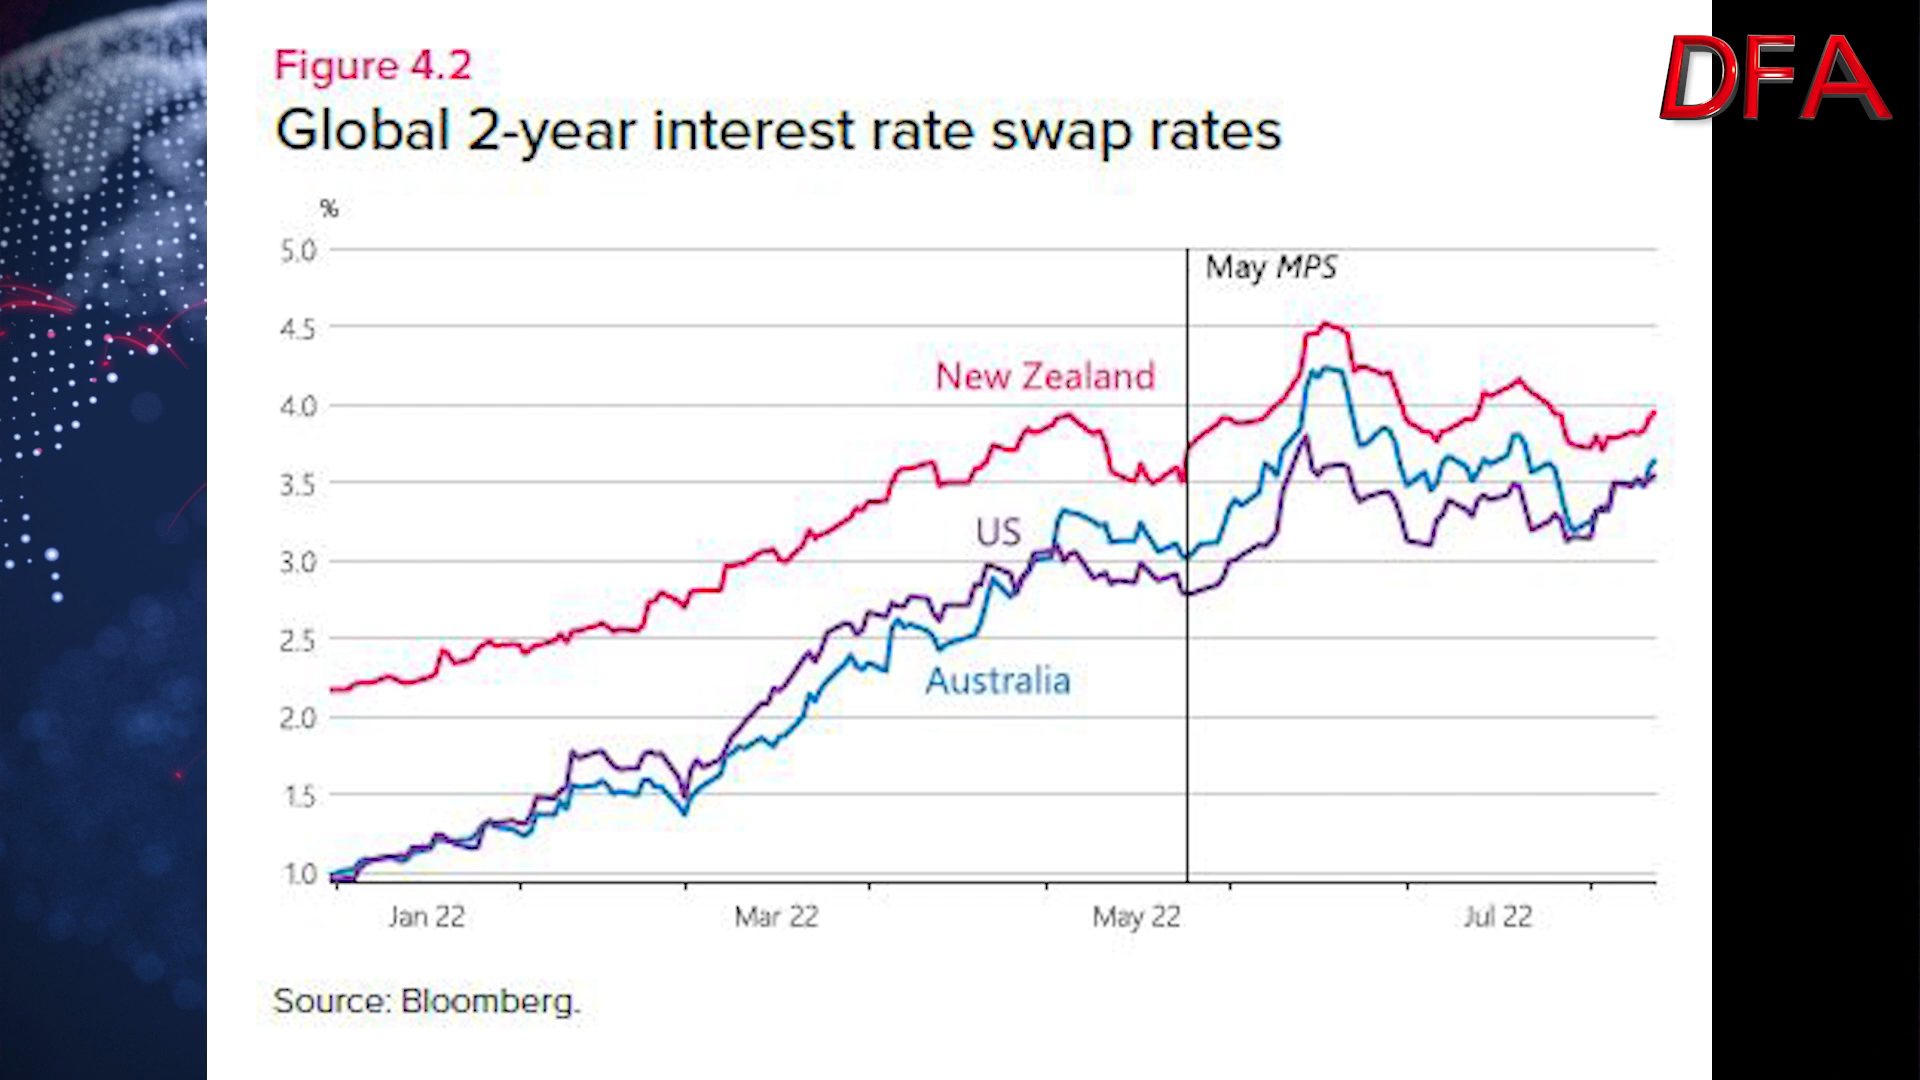 DFA
Figure 4.2
Global 2-year interest rate swap rates
%
5.0
May MPS
4.5
New Zealand
4.0
3.5
US
3.0
2.5
Australia
2.0
1.5
1.0
Jan 22 Mar 22 May 22 Jul 22
Source: Bloomberg.